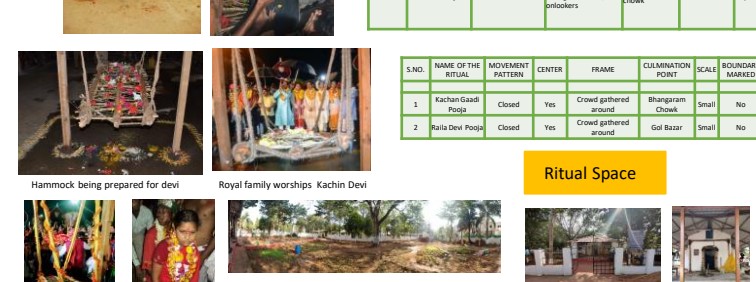 onlookers
chowk
S.NO. NAME OF THE RITUAL MOVEMENT PATTERN CENTER FRAME CULMINATION POINT SCALE BOUNDAR MARKED
1 Kachan Gaadi Pooja Closed Yes Crowd gathered around Bhangaram Chowk Small No
2 Raila Devi Pooja Closed Yes Crowd gathered around Gol Bazar Small No
Ritual Space
Hammock being prepared for devi
Royal family worships Kachin Devi